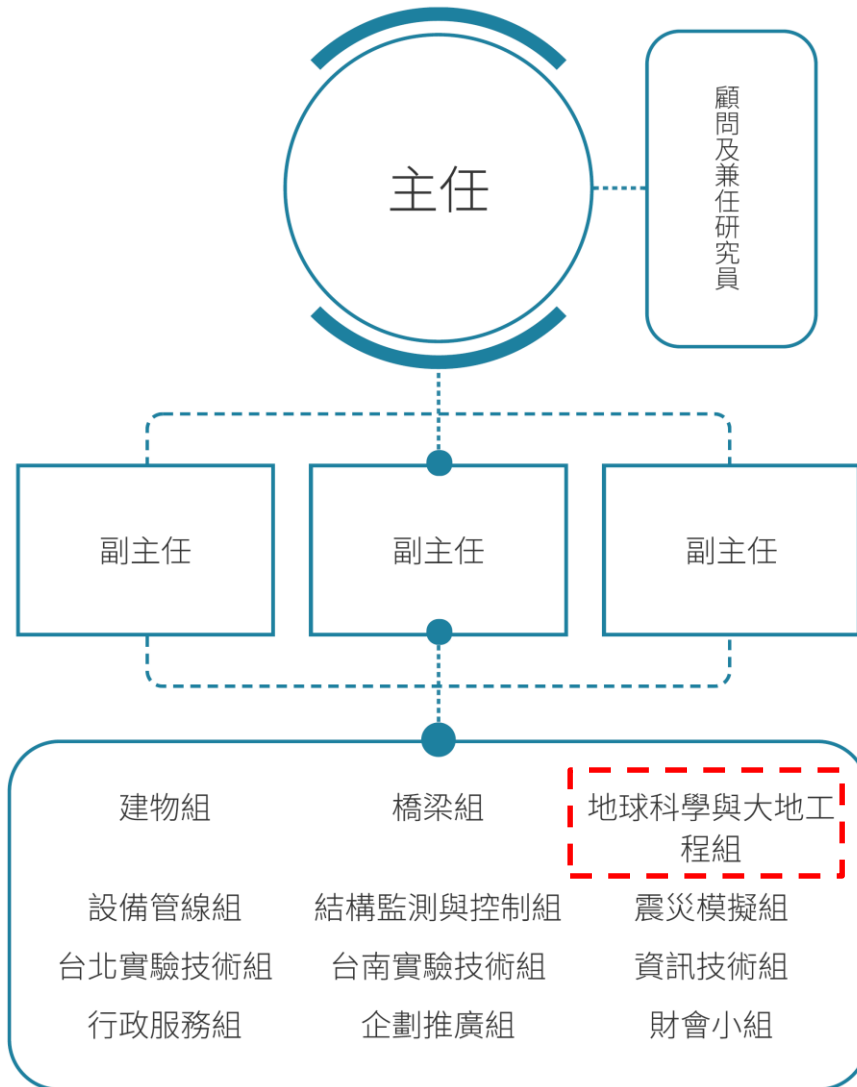 主任
顧問及兼任研究員
副主任
副主任
副主任
建物組
橋梁組
地球科學與大地工
程組
設備管線組
結構監測與控制組
震災模擬組
台北實驗技術組
台南實驗技術組
資訊技術組
行政服務組
企劃推廣組
財會小組